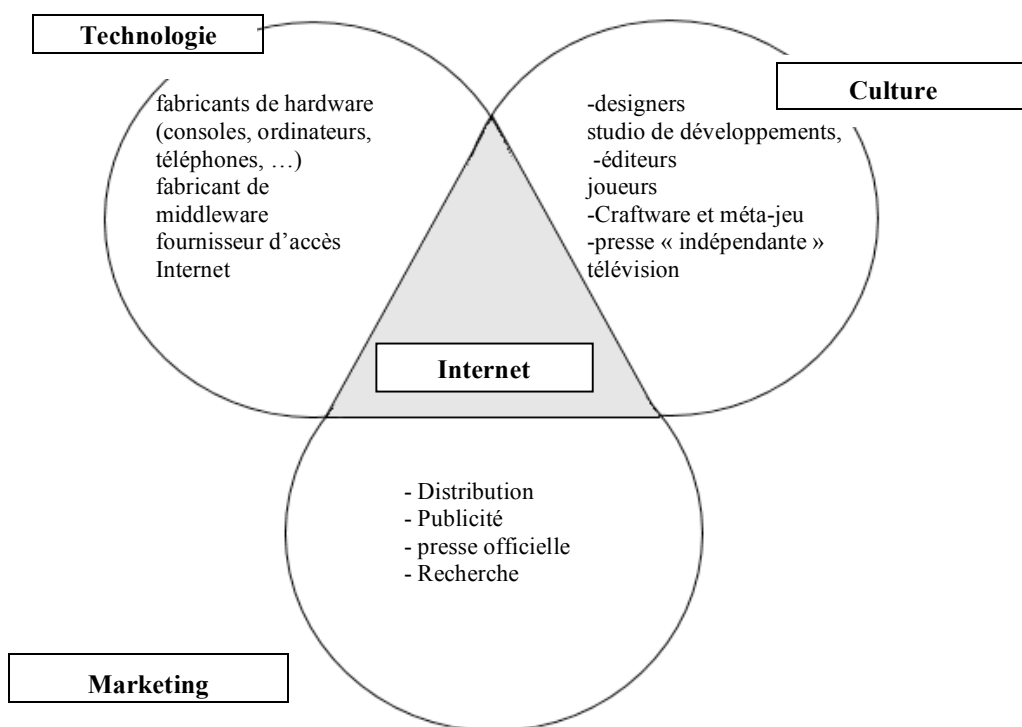 Technologie
fabricants de hardware
(consoles, ordinateurs,
téléphones, …)
fabricant de
middleware
fournisseur d’accès
Internet
Culture
-designers
studio de développements,
-éditeurs
joueurs
-Craftware et méta-jeu
-presse « indépendante »
télévision
Internet
- Distribution
- Publicité
- presse officielle
- Recherche
Marketing